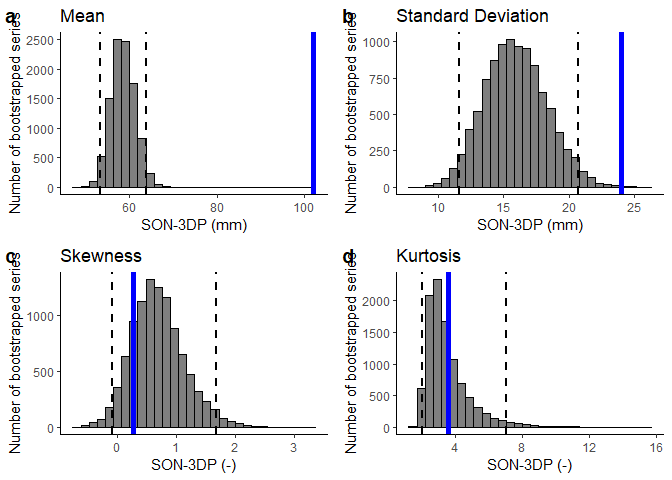 a Mean
Number of bootstrapped series
2500
2000
1500
1000
500
0
60 80 100
SON-3DP (mm)
b Standard Deviation
Number of bootstrapped series
1000
750
500
250
0
10 15 20 25
SON-3DP (mm)
c Skewness
Number of bootstrapped series
1000
500
0
0 1 2 3
SON-3DP (-)
d Kurtosis
Number of bootstrapped series
2000
1500
1000
500
0
4 8 12 16
SON-3DP (-)